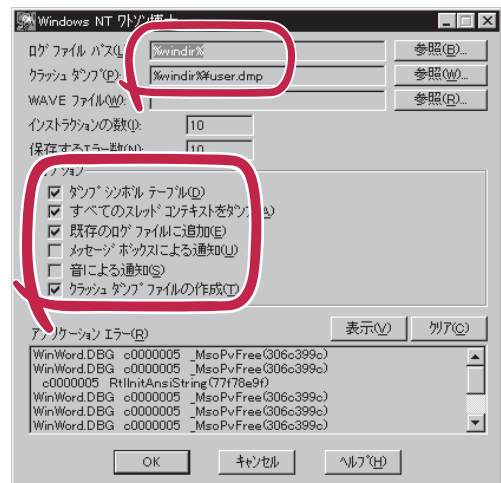 Windows NT ワトソン博士
ログ ファイル パス(L) %windir% 参照(B)...
クラッシュ ダンプ(P): %windir%¥user.dmp 参照(W)...
WAVE ファイル(W): 参照(R)...
インストラクションの数(I): 10
保存するエラー数(N): 10
オプション
ダンプ シンボル テーブル(D)
すべてのスレッド コンテキストをダンプ(A)
既存のログ ファイルに追加(E)
メッセージ ボックスによる通知(U)
音による通知(S)
クラッシュ ダンプ ファイルの作成(T)
アプリケーション エラー(R) 表示(V) クリア(C)
WinWord.DBG c0000005 _MsoPvFree(306c399c)
c0000005 RtlInitAnsiString(77f78e9f)
WinWord.DBG c0000005 _MsoPvFree(306c399c)
WinWord.DBG c0000005 _MsoPvFree(306c399c)
WinWord.DBG c0000005 _MsoPvFree(306c399c)
OK キャンセル ヘルプ(H)